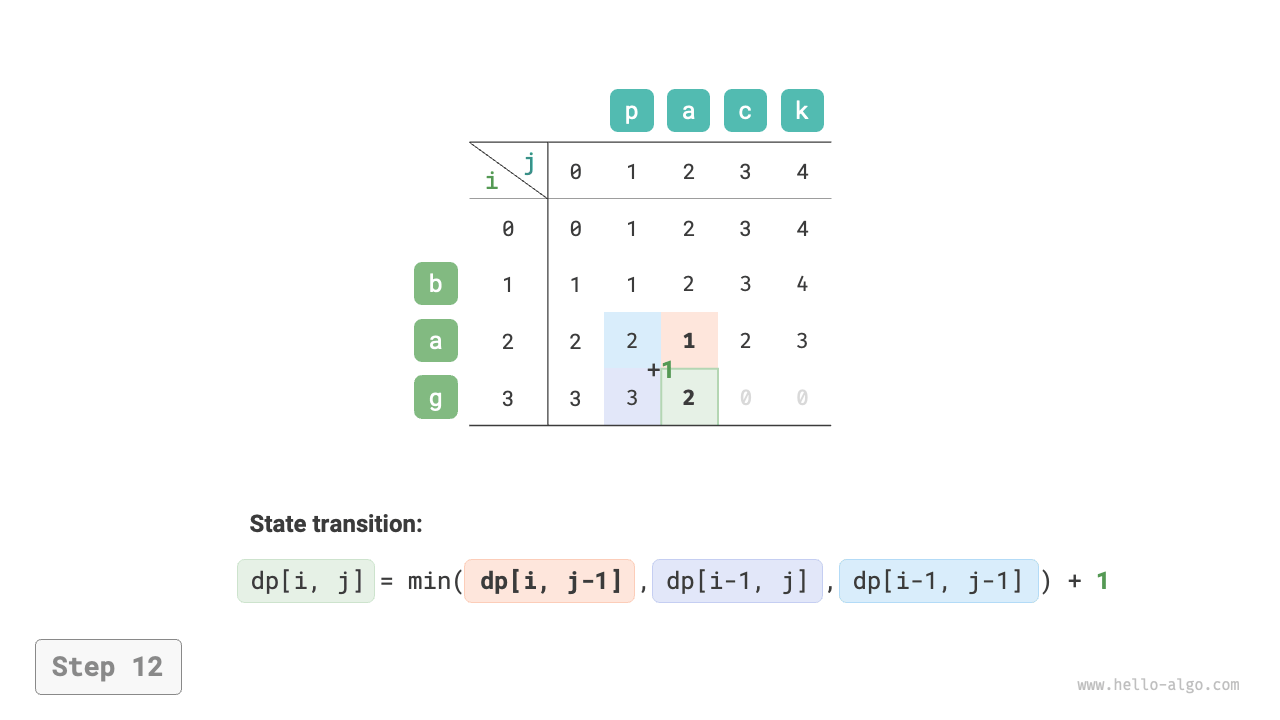 p a c k
j
i
0 1 2 3 4
0 0 1 2 3 4
b 1 1 1 2 3 4
a 2 2 2 1 2 3
+1
g 3 3 3 2 0 0
State transition:
dp[i, j] = min( dp[i, j-1] , dp[i-1, j] , dp[i-1, j-1] ) + 1
Step 12
www.hello-algo.com